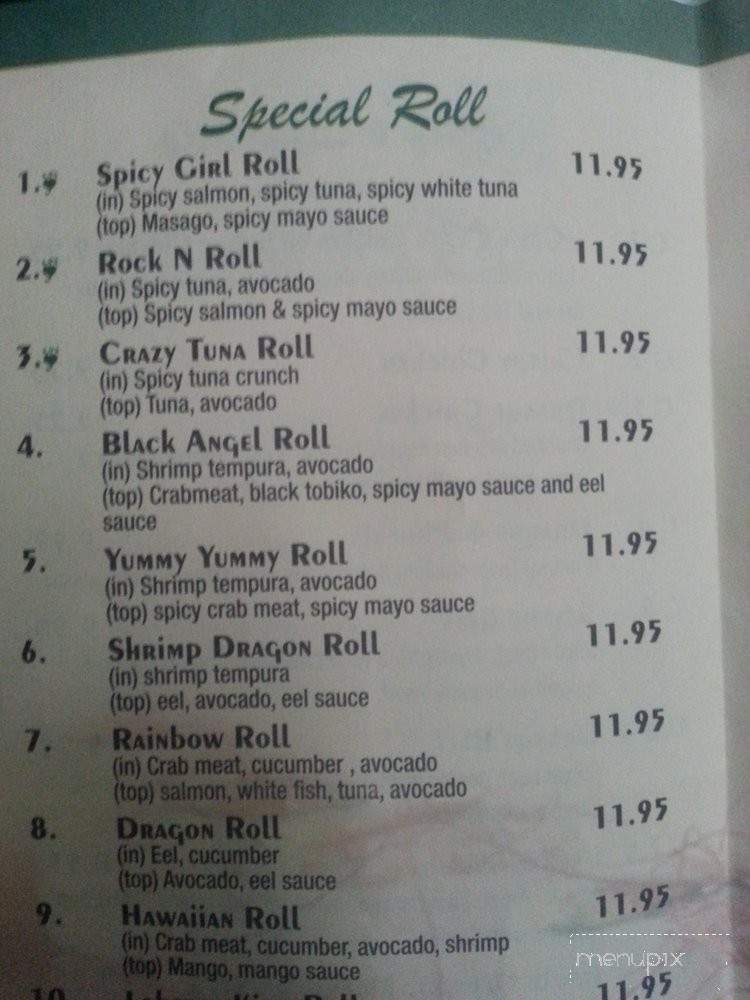 Special Roll
1. Spicy Girl Roll 11.95
(in) Spicy salmon, spicy tuna, spicy white tuna
(top) Masago, spicy mayo sauce
2. Rock N Roll 11.95
(in) Spicy tuna, avocado
(top) Spicy salmon & spicy mayo sauce
3. Crazy Tuna Roll 11.95
(in) Spicy tuna crunch
(top) Tuna, avocado
4. Black Angel Roll 11.95
(in) Shrimp tempura, avocado
(top) Crabmeat, black tobiko, spicy mayo sauce and eel
sauce
5. Yummy Yummy Roll 11.95
(in) Shrimp tempura, avocado
(top) spicy crab meat, spicy mayo sauce
6. Shrimp Dragon Roll 11.95
(in) shrimp tempura
(top) eel, avocado, eel sauce
7. Rainbow Roll 11.95
(in) Crab meat, cucumber , avocado
(top) salmon, white fish, tuna, avocado
8. Dragon Roll 11.95
(in) Eel, cucumber
(top) Avocado, eel sauce
9. Hawaiian Roll 11.95
(in) Crab meat, cucumber, avocado, shrimp
(top) Mango, mango sauce
10. Roll 11.95
menupix